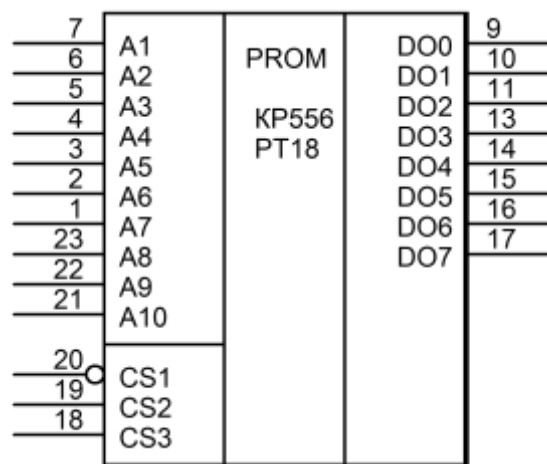 7 A1 PROM DO0 9
6 A2 DO1 10
5 A3 КР556 DO2 11
4 A4 РТ18 DO3 13
3 A5 DO4 14
2 A6 DO5 15
1 A7 DO6 16
23 A8 DO7 17
22 A9
21 A10
20 CS1
19 CS2
18 CS3